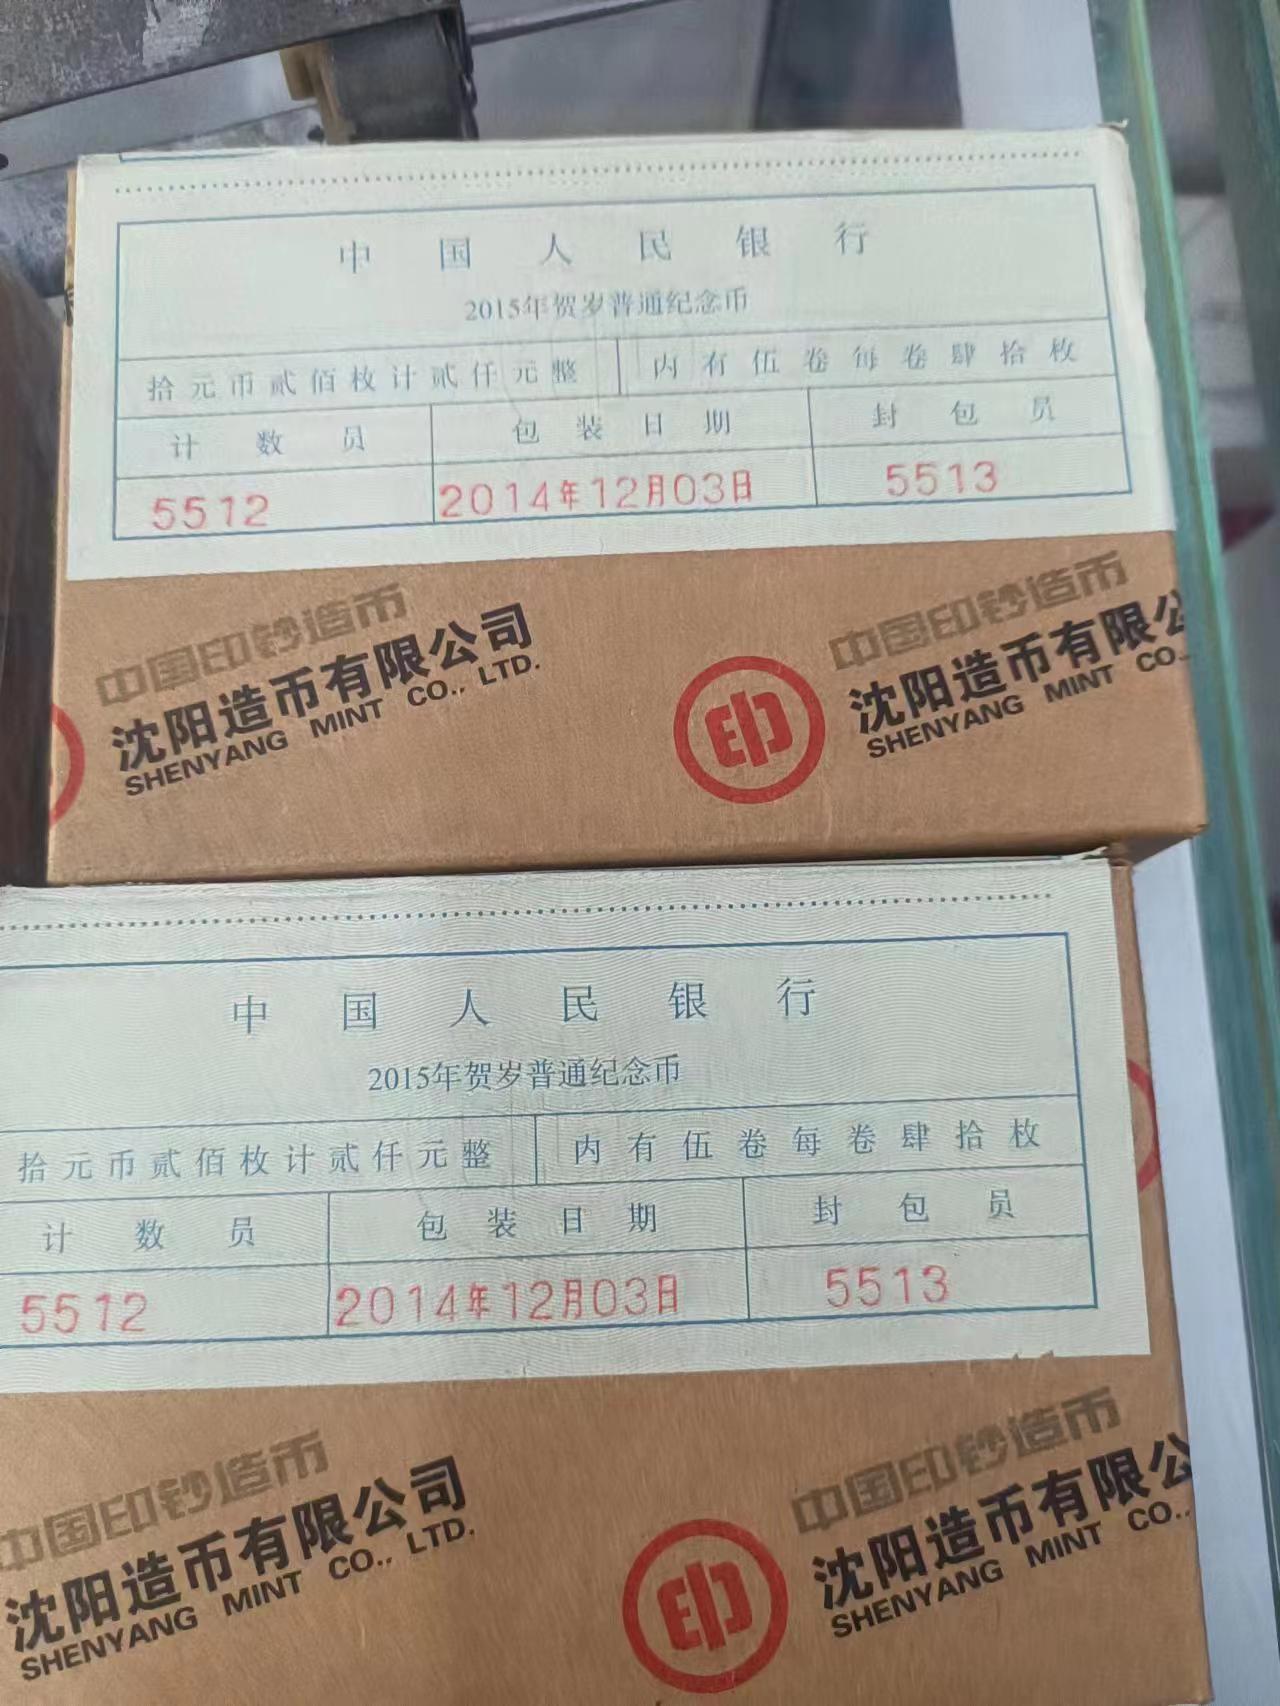 中国人民银行
2015年贺岁普通纪念币
拾元币贰佰枚计贰仟元整 内有伍卷每卷肆拾枚
计数员 包装日期 封包员
5512 2014年12月03日 5513
中国印钞造币
沈阳造币有限公司
SHENYANG MINT CO., LTD.
印
中国印钞造币
沈阳造币有限公
SHENYANG MINT CO..
中国人民银行
2015年贺岁普通纪念币
拾元币贰佰枚计贰仟元整 内有伍卷每卷肆拾枚
计数员 包装日期 封包员
5512 2014年12月03日 5513
中国印钞造币
沈阳造币有限公司
SHENYANG MINT CO., LTD.
印
中国印钞造币
沈阳造币有限公
SHENYANG MINT CO..